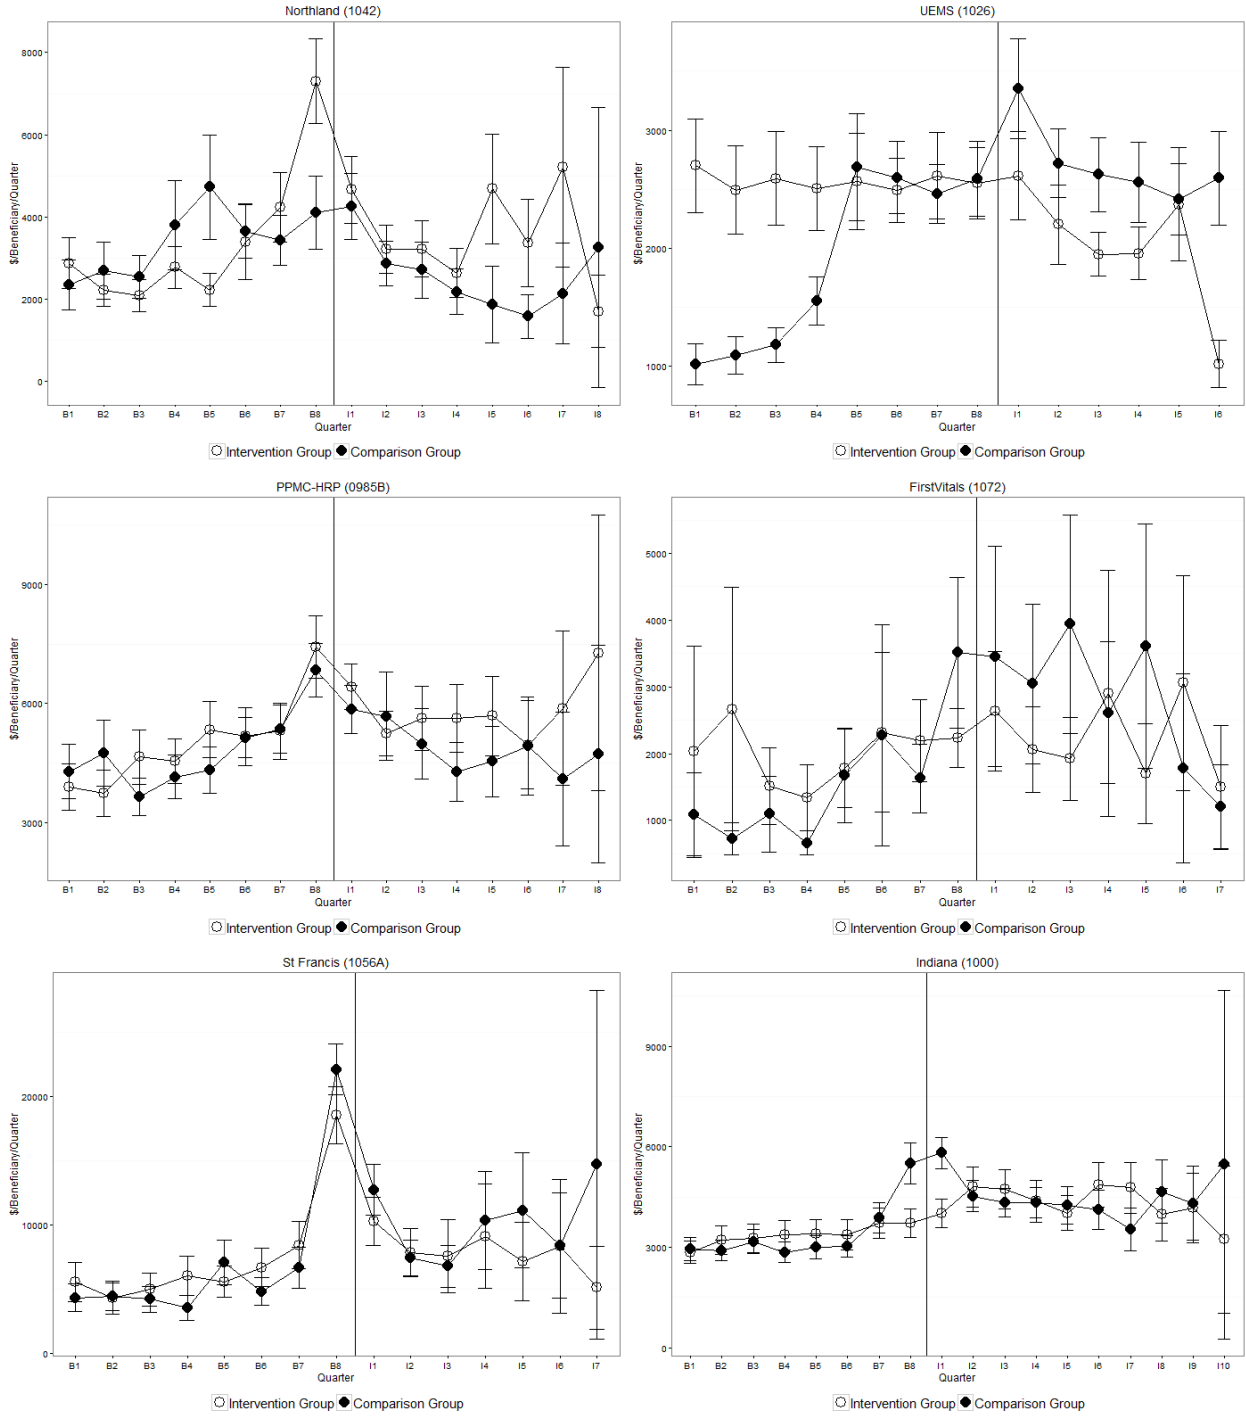 Northland (1042)
$/Beneficiary/Quarter
8000
6000
4000
2000
0
B1 B2 B3 B4 B5 B6 B7 B8 I1 I2 I3 I4 I5 I6 I7 I8
Quarter
Intervention Group Comparison Group
UEMS (1026)
$/Beneficiary/Quarter
3000
2000
1000
B1 B2 B3 B4 B5 B6 B7 B8 I1 I2 I3 I4 I5 I6
Quarter
Intervention Group Comparison Group
PPMC-HRP (0985B)
$/Beneficiary/Quarter
9000
6000
3000
B1 B2 B3 B4 B5 B6 B7 B8 I1 I2 I3 I4 I5 I6 I7 I8
Quarter
Intervention Group Comparison Group
FirstVitals (1072)
$/Beneficiary/Quarter
5000
4000
3000
2000
1000
B1 B2 B3 B4 B5 B6 B7 B8 I1 I2 I3 I4 I5 I6 I7
Quarter
Intervention Group Comparison Group
St Francis (1056A)
$/Beneficiary/Quarter
20000
10000
0
B1 B2 B3 B4 B5 B6 B7 B8 I1 I2 I3 I4 I5 I6 I7
Quarter
Intervention Group Comparison Group
Indiana (1000)
$/Beneficiary/Quarter
9000
6000
3000
0
B1 B2 B3 B4 B5 B6 B7 B8 I1 I2 I3 I4 I5 I6 I7 I8 I9 I10
Quarter
Intervention Group Comparison Group